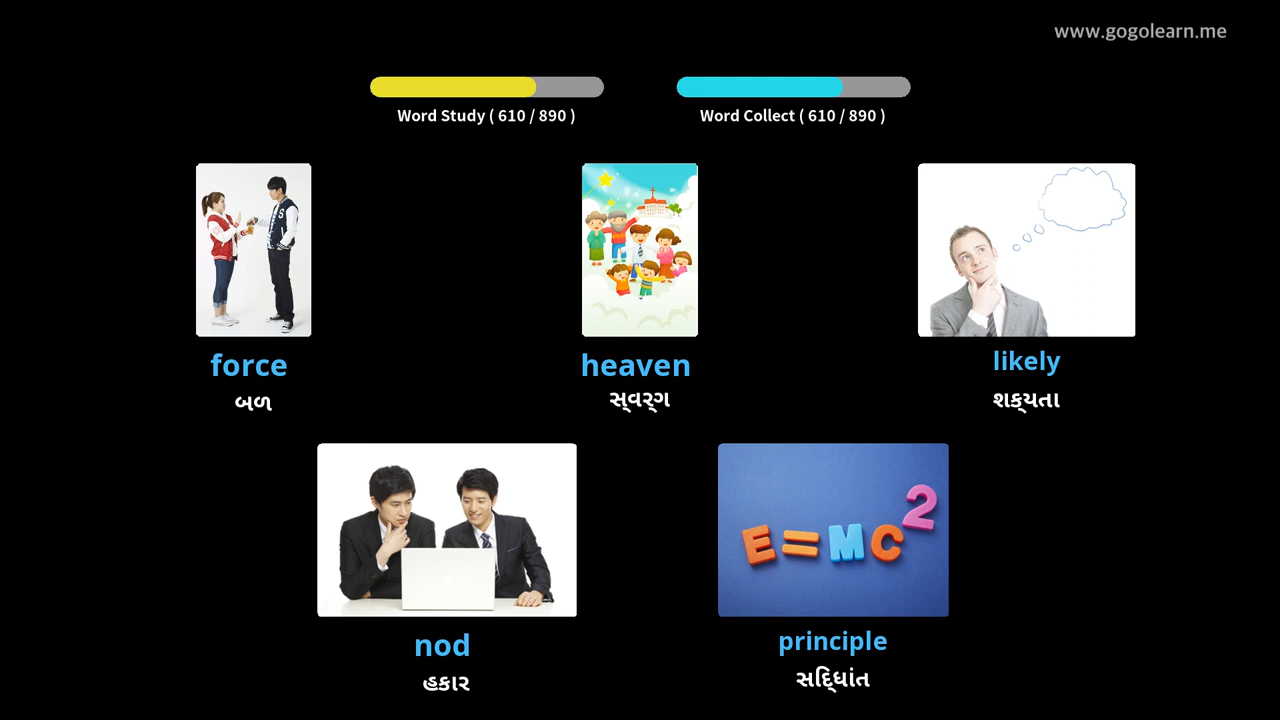 www.gogolearn.me
Word Study ( 610 / 890 )
Word Collect ( 610 / 890 )
S
force
heaven
likely
બળ
સ્વર્ગ
શક્યતા
E=MC2
nod
principle
હકાર
સદ્ધાંત